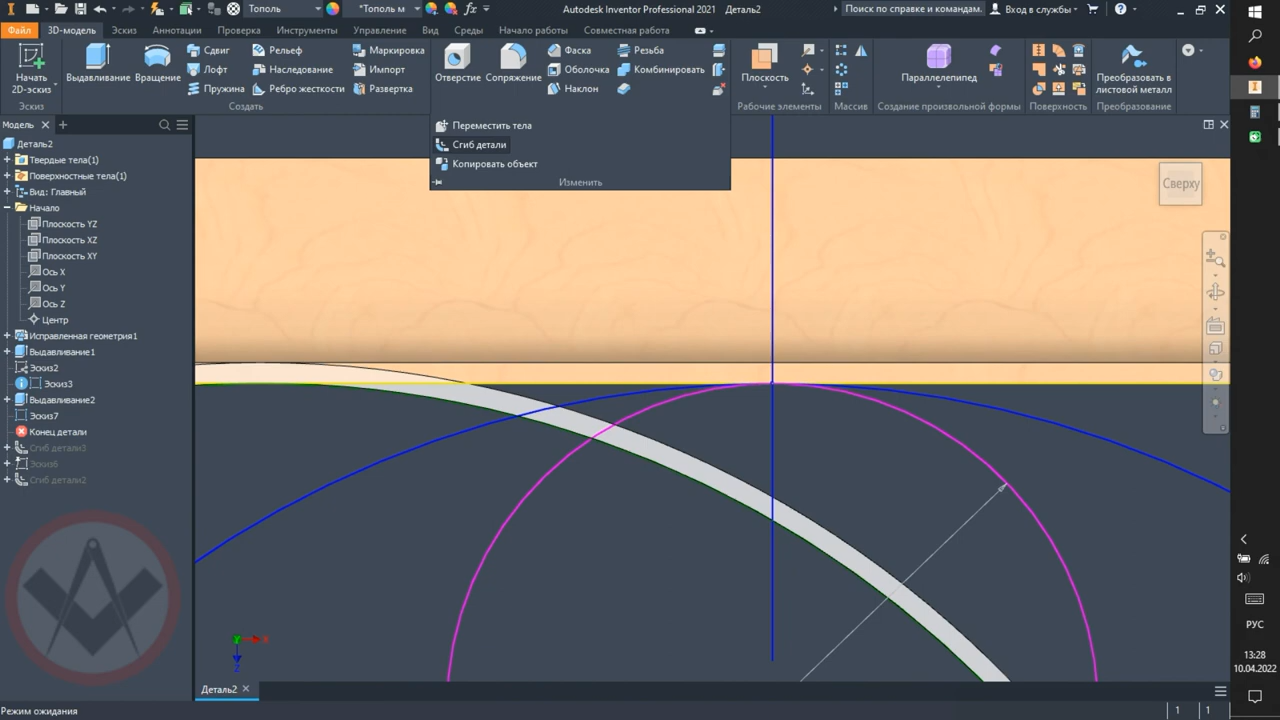 Тополь
*Тополь м
Autodesk Inventor Professional 2021 Деталь2
Поиск по справке и командам.
Вход в службы
Файл
3D-модель
Эскиз
Аннотации
Проверка
Инструменты
Управление
Вид
Среды
Начало работы
Совместная работа
Начать
2D-эскиз
Эскиз
Выдавливание
Вращение
Сдвиг
Лофт
Пружина
Рельеф
Наследование
Ребро жесткости
Маркировка
Импорт
Развертка
Создать
Отверстие
Сопряжение
Фаска
Оболочка
Наклон
Резьба
Комбинировать
Плоскость
Рабочие элементы
Массив
Параллелепипед
Создание произвольной формы
Поверхность
Преобразовать в
листовой металл
Преобразование
Переместить тела
Сгиб детали
Копировать объект
Изменить
Модель
Деталь2
Твердые тела(1)
Поверхностные тела(1)
Вид: Главный
Начало
Плоскость YZ
Плоскость XZ
Плоскость XY
Ось X
Ось Y
Ось Z
Центр
Исправленная геометрия1
Выдавливание1
Эскиз2
Эскиз3
Выдавливание2
Эскиз7
Конец детали
Сгиб детали3
Эскиз6
Сгиб детали2
Сверху
Деталь2
Режим ожидания
1 1
РУС
13:28
10.04.2022